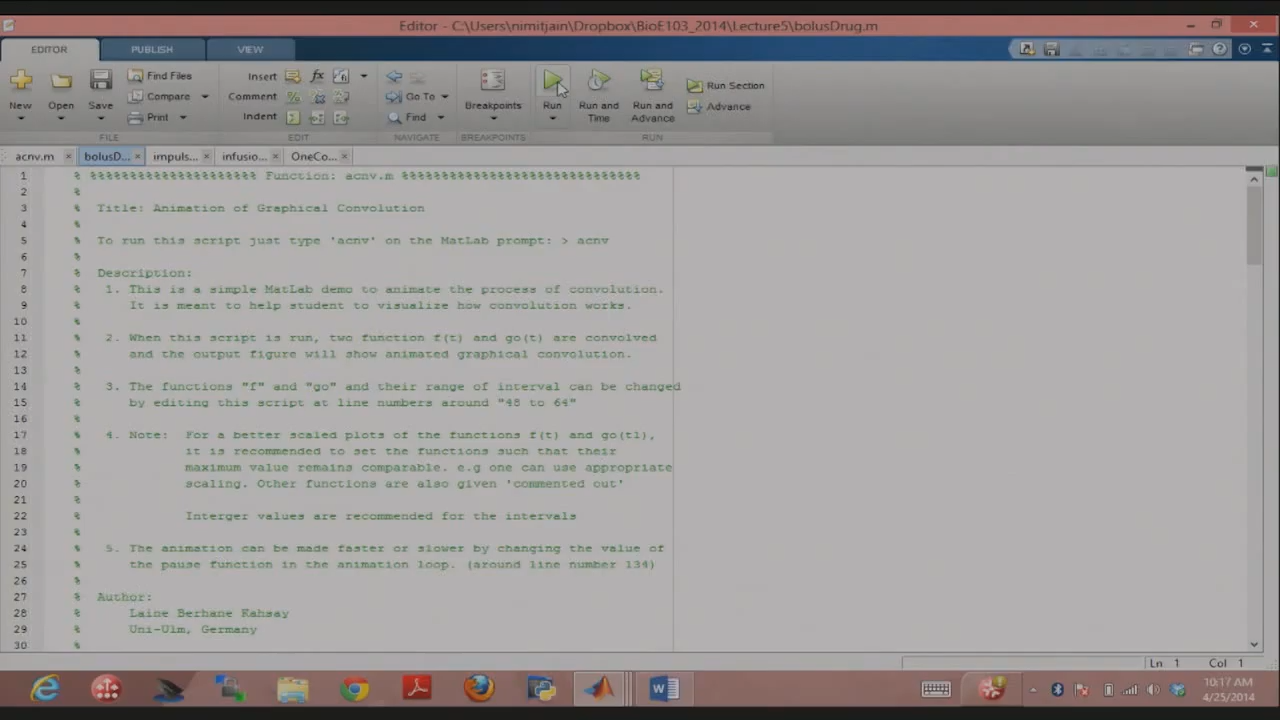 Editor - C:\Users\nimitjain\Dropbox\BioE103_2014\Lecture5\bolusDrug.m
EDITOR PUBLISH VIEW
New Open Save Find Files Compare Print Insert fx Comment Indent Go To Find Breakpoints Run Run and Time Run and Advance Run Section Advance
FILE EDIT NAVIGATE BREAKPOINTS RUN
acnv.m bolusD... impuls... infusio... OneCo...
1 % %%%%%%%%%%%%%%%%%%%%% Function: acnv.m %%%%%%%%%%%%%%%%%%%%%%%%%%%%%%
2 %
3 % Title: Animation of Graphical Convolution
4 %
5 % To run this script just type 'acnv' on the MatLab prompt: > acnv
6 %
7 % Description:
8 % 1. This is a simple MatLab demo to animate the process of convolution.
9 % It is meant to help student to visualize how convolution works.
10 %
11 % 2. When this script is run, two function f(t) and go(t) are convolved
12 % and the output figure will show animated graphical convolution.
13 %
14 % 3. The functions "f" and "go" and their range of interval can be changed
15 % by editing this script at line numbers around "48 to 64"
16 %
17 % 4. Note: For a better scaled plots of the functions f(t) and go(t1),
18 % it is recommended to set the functions such that their
19 % maximum value remains comparable. e.g one can use appropriate
20 % scaling. Other functions are also given 'commented out'
21 %
22 % Interger values are recommended for the intervals
23 %
24 % 5. The animation can be made faster or slower by changing the value of
25 % the pause function in the animation loop. (around line number 134)
26 %
27 % Author:
28 % Laine Berhane Kahsay
29 % Uni-Ulm, Germany
30 %
Ln 1 Col 1
10:17 AM
4/25/2014